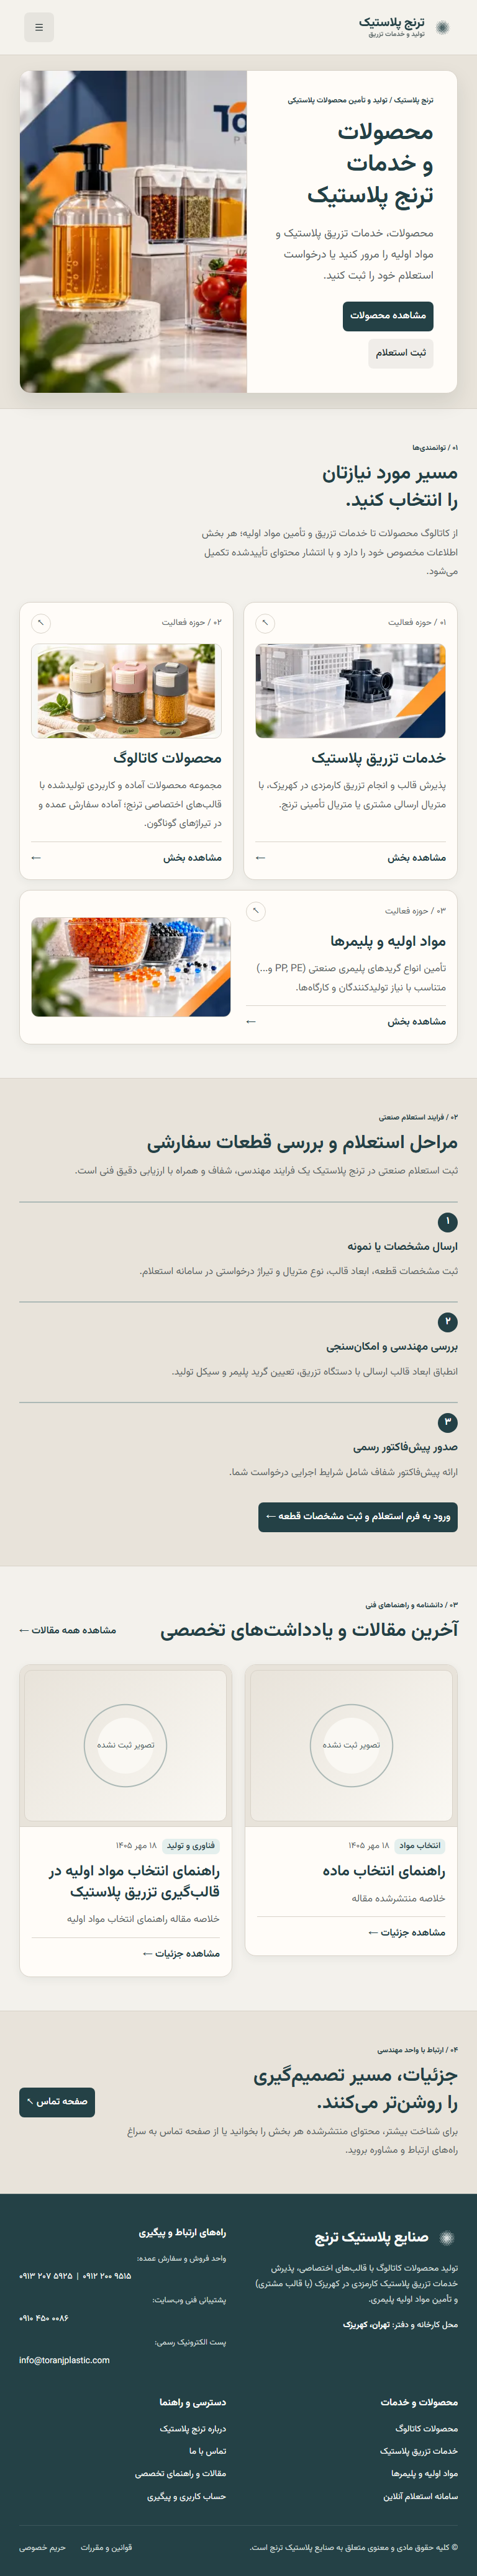 ترنج پلاستیک
تولید و خدمات تزریق
☰
ترنج پلاستیک / تولید و تأمین محصولات پلاستیکی
محصولات
و خدمات
ترنج پلاستیک
محصولات، خدمات تزریق پلاستیک و
مواد اولیه را مرور کنید یا درخواست
استعلام خود را ثبت کنید.
مشاهده محصولات
ثبت استعلام
۰۱ / توانمندی‌ها
مسیر مورد نیازتان
را انتخاب کنید.
از کاتالوگ محصولات تا خدمات تزریق و تأمین مواد اولیه؛ هر بخش
اطلاعات مخصوص خود را دارد و با انتشار محتوای تأییدشده تکمیل
می‌شود.
۰۱ / حوزه فعالیت
خدمات تزریق پلاستیک
پذیرش قالب و انجام تزریق کارمزدی در کهریزک، با
متریال ارسالی مشتری یا متریال تأمینی ترنج.
مشاهده بخش ←
۰۲ / حوزه فعالیت
محصولات کاتالوگ
مجموعه محصولات آماده و کاربردی تولیدشده با
قالب‌های اختصاصی ترنج؛ آماده سفارش عمده و
در تیراژهای گوناگون.
مشاهده بخش ←
۰۳ / حوزه فعالیت
مواد اولیه و پلیمرها
تأمین انواع گریدهای پلیمری صنعتی (PP, PE و...)
متناسب با نیاز تولیدکنندگان و کارگاه‌ها.
مشاهده بخش ←
۰۲ / فرایند استعلام صنعتی
مراحل استعلام و بررسی قطعات سفارشی
ثبت استعلام صنعتی در ترنج پلاستیک یک فرایند مهندسی، شفاف و همراه با ارزیابی دقیق فنی است.
۱
ارسال مشخصات یا نمونه
ثبت مشخصات قطعه، ابعاد قالب، نوع متریال و تیراژ درخواستی در سامانه استعلام.
۲
بررسی مهندسی و امکان‌سنجی
انطباق ابعاد قالب ارسالی با دستگاه تزریق، تعیین گرید پلیمر و سیکل تولید.
۳
صدور پیش‌فاکتور رسمی
ارائه پیش‌فاکتور شفاف شامل شرایط اجرایی درخواست شما.
ورود به فرم استعلام و ثبت مشخصات قطعه ←
۰۳ / دانشنامه و راهنماهای فنی
آخرین مقالات و یادداشت‌های تخصصی
مشاهده همه مقالات ←
تصویر ثبت نشده
انتخاب مواد ۱۸ مهر ۱۴۰۵
راهنمای انتخاب ماده
خلاصه منتشرشده مقاله
مشاهده جزئیات ←
تصویر ثبت نشده
فناوری و تولید ۱۸ مهر ۱۴۰۵
راهنمای انتخاب مواد اولیه در
قالب‌گیری تزریق پلاستیک
خلاصه مقاله راهنمای انتخاب مواد اولیه
مشاهده جزئیات ←
۰۴ / ارتباط با واحد مهندسی
جزئیات، مسیر تصمیم‌گیری
را روشن‌تر می‌کنند.
برای شناخت بیشتر، محتوای منتشرشده هر بخش را بخوانید یا از صفحه تماس به سراغ
راه‌های ارتباط و مشاوره بروید.
صفحه تماس ↖
صنایع پلاستیک ترنج
تولید محصولات کاتالوگ با قالب‌های اختصاصی، پذیرش
خدمات تزریق پلاستیک کارمزدی در کهریزک (با قالب مشتری)
و تأمین مواد اولیه پلیمری.
محل کارخانه و دفتر: تهران، کهریزک
راه‌های ارتباط و پیگیری
واحد فروش و سفارش عمده:
۰۹۱۳ ۲۰۷ ۵۹۲۵ | ۰۹۱۲ ۲۰۰ ۹۵۱۵
پشتیبانی فنی وب‌سایت:
۰۹۱۰ ۴۵۰ ۰۰۸۶
پست الکترونیک رسمی:
info@toranjplastic.com
محصولات و خدمات
محصولات کاتالوگ
خدمات تزریق پلاستیک
مواد اولیه و پلیمرها
سامانه استعلام آنلاین
دسترسی و راهنما
درباره ترنج پلاستیک
تماس با ما
مقالات و راهنمای تخصصی
حساب کاربری و پیگیری
© کلیه حقوق مادی و معنوی متعلق به صنایع پلاستیک ترنج است.
قوانین و مقررات
حریم خصوصی